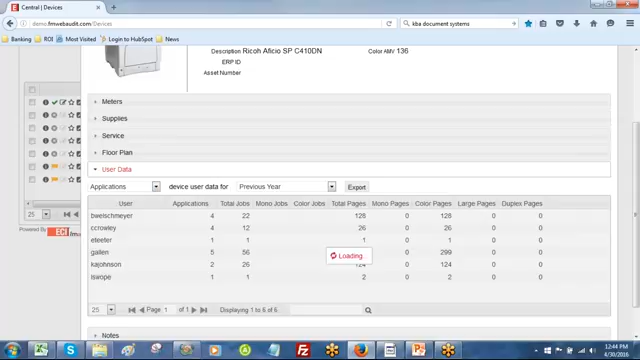 Central | Devices
demo.fmwebaudit.com/Devices
kba document systems
Banking ROI Most Visited Login to HubSpot News
Description Ricoh Aficio SP C410DN Color AMV 136
ERP ID
Asset Number
Meters
Supplies
Service
Floor Plan
User Data
Applications device user data for Previous Year Export
User Applications Total Jobs Mono Jobs Color Jobs Total Pages Mono Pages Color Pages Large Pages Duplex Pages
bweischmeyer 4 22 128 0 128 0 0
ccrowley 4 12 26 0 26 0 0
eteeter 1 1 1 0 1 0 0
gallen 5 56 0 299 0 0
Loading
kajohnson 2 26 124 0 124 0 0
lswope 1 1 2 0 2 0 0
25 Page 1 of 1 Displaying 1 to 6 of 6
25
Powered By ECI fm
Notes
12:44 PM
4/30/2016